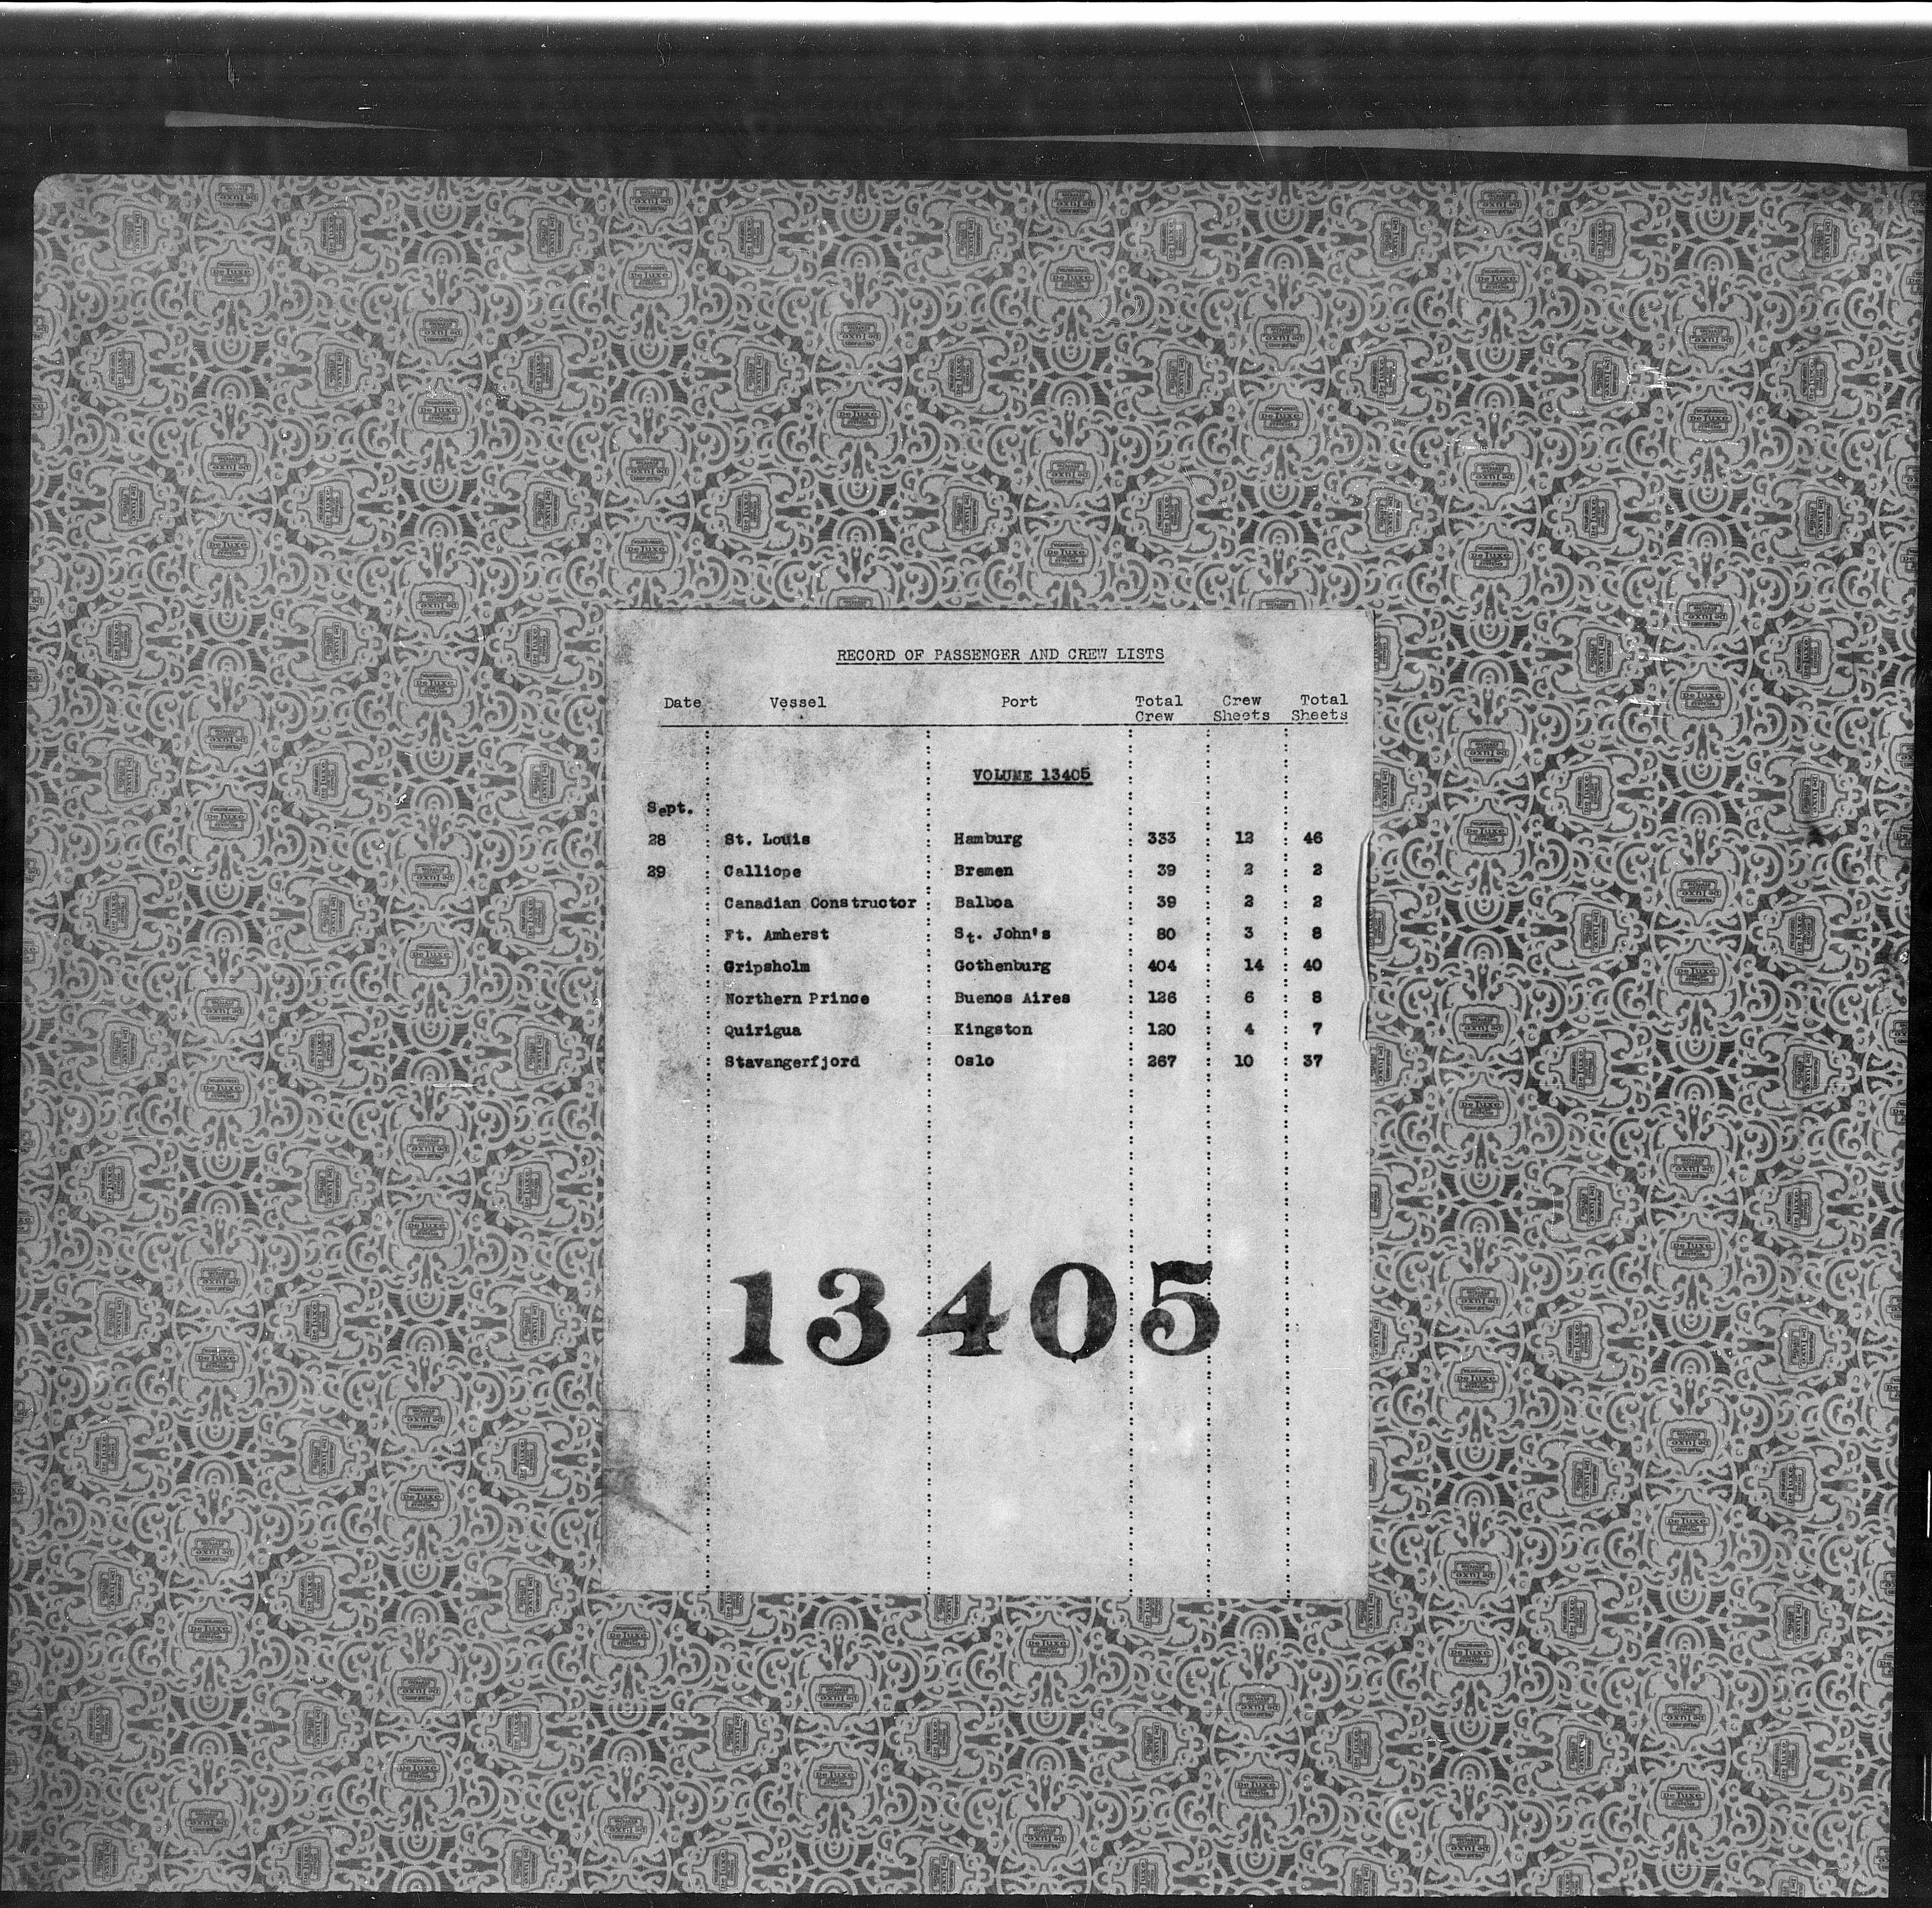 RECORD OF PASSENGER AND CREW LISTS
Date Vessel Port Total Crew Total
Crew Sheets Sheets
VOLUME 13405
Sept.
28 St. Louis Hamburg 333 12 46
29 Calliope Bremen 39 2 2
Canadian Constructor Balboa 39 2 2
Ft. Amherst St. John's 80 3 8
Gripsholm Gothenburg 404 14 40
Northern Prince Buenos Aires 126 6 8
Quirigua Kingston 120 4 7
Stavangerfjord Oslo 267 10 37
13405